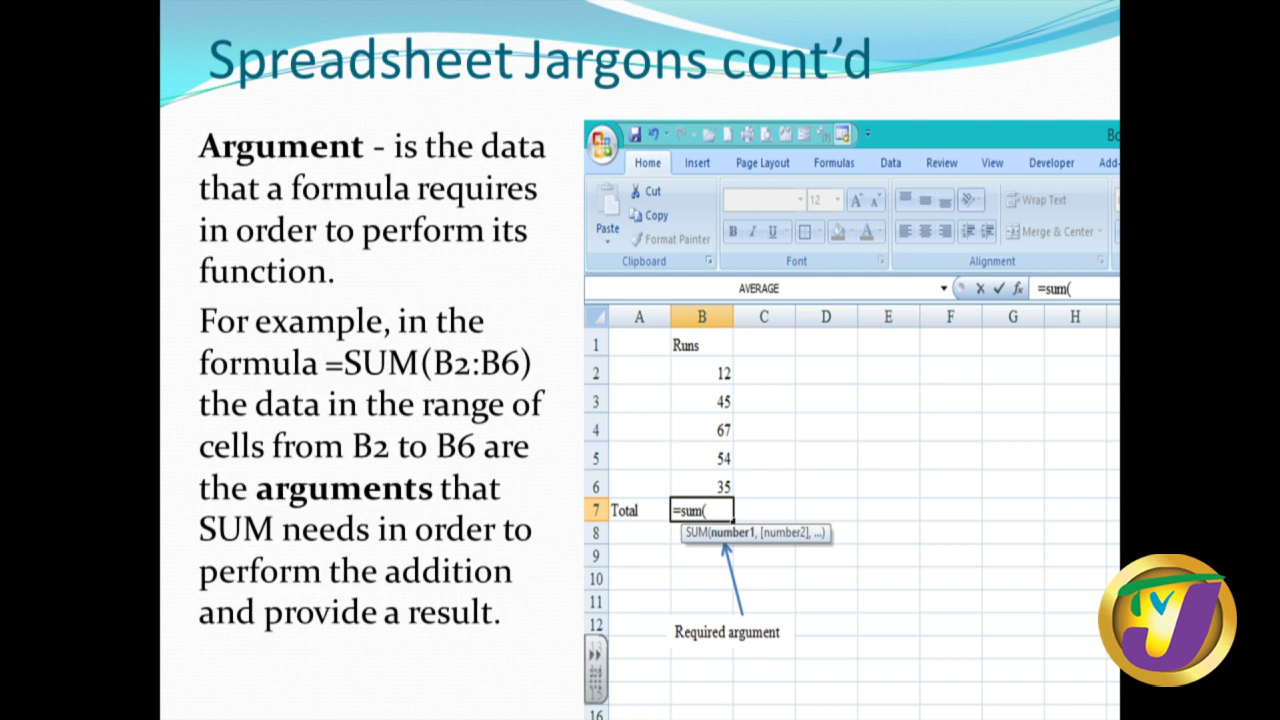 Spreadsheet Jargons cont’d
Argument - is the data
that a formula requires
in order to perform its
function.
For example, in the
formula =SUM(B2:B6)
the data in the range of
cells from B2 to B6 are
the arguments that
SUM needs in order to
perform the addition
and provide a result.
Home Insert Page Layout Formulas Data Review View Developer Add-
Cut
Copy
Format Painter
Paste
12
A A
B I U
A
Wrap Text
Merge & Center
Clipboard Font Alignment
AVERAGE fx =sum(
A B C D E F G H
1 Runs
2 12
3 45
4 67
5 54
6 35
7 Total =sum(
8 SUM(number1, [number2], ...)
9
10
11
12 Required argument
16
TVJ